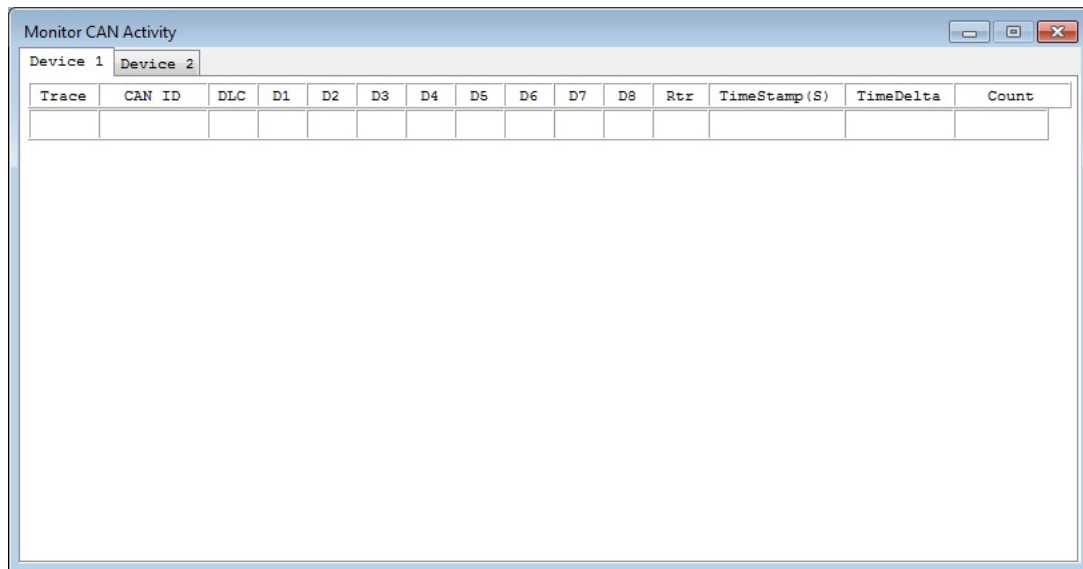 Monitor CAN Activity
Device 1 Device 2
Trace CAN ID DLC D1 D2 D3 D4 D5 D6 D7 D8 Rtr TimeStamp(S) TimeDelta Count